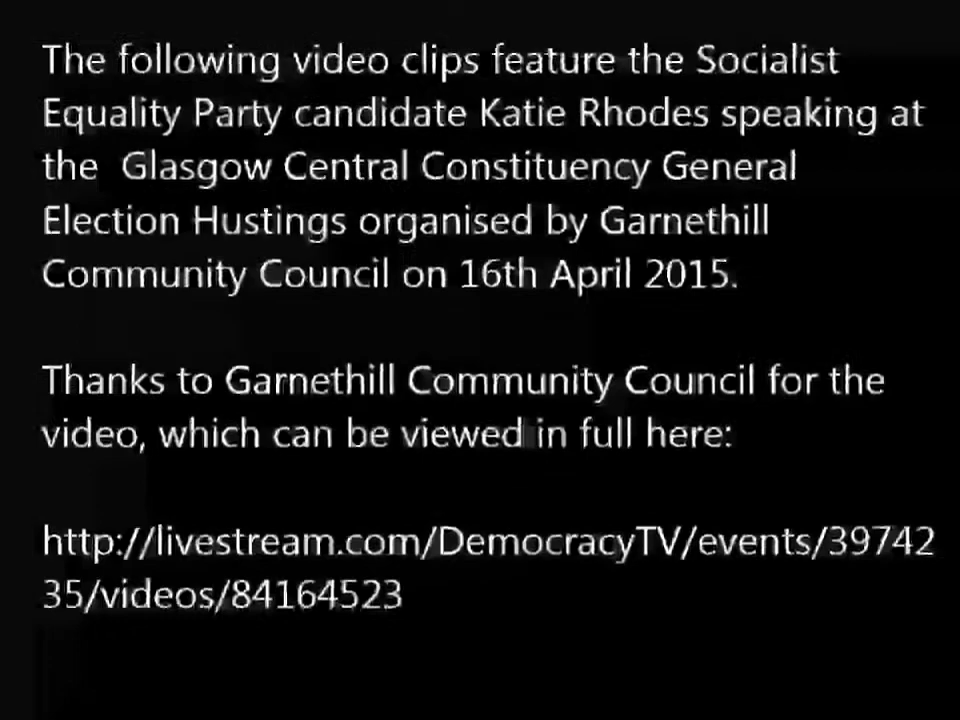 The following video clips feature the Socialist
Equality Party candidate Katie Rhodes speaking at
the  Glasgow Central Constituency General
Election Hustings organised by Garnethill
Community Council on 16th April 2015.
Thanks to Garnethill Community Council for the
video, which can be viewed in full here:
http://livestream.com/DemocracyTV/events/39742
35/videos/84164523